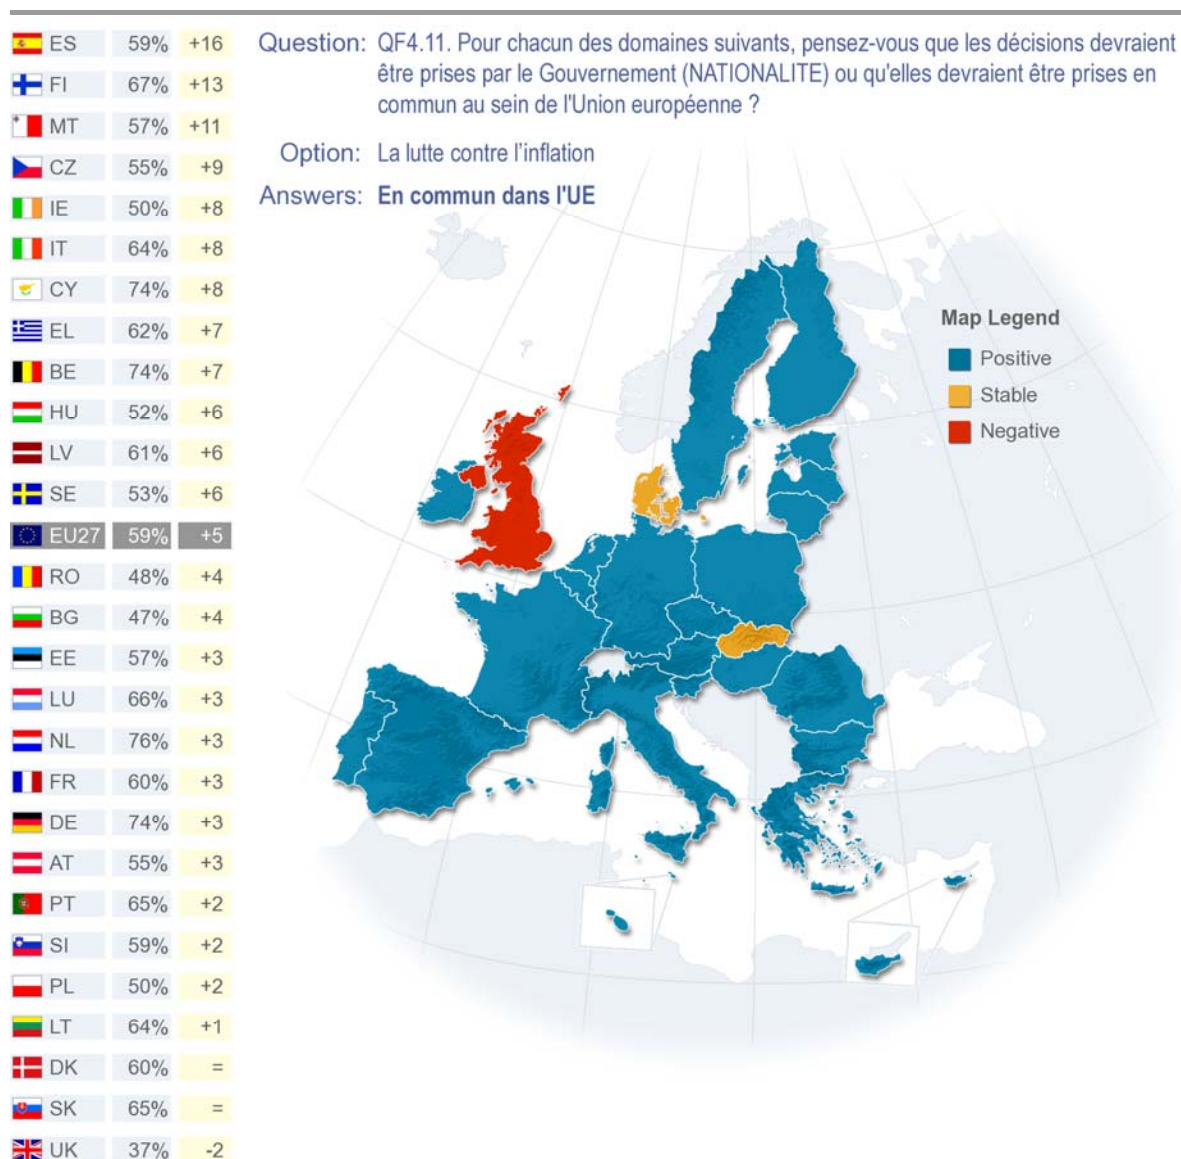 ES 59% +16
FI 67% +13
MT 57% +11
CZ 55% +9
IE 50% +8
IT 64% +8
CY 74% +8
EL 62% +7
BE 74% +7
HU 52% +6
LV 61% +6
SE 53% +6
EU27 59% +5
RO 48% +4
BG 47% +4
EE 57% +3
LU 66% +3
NL 76% +3
FR 60% +3
DE 74% +3
AT 55% +3
PT 65% +2
SI 59% +2
PL 50% +2
LT 64% +1
DK 60% =
SK 65% =
UK 37% -2
Question: QF4.11. Pour chacun des domaines suivants, pensez-vous que les décisions devraient
être prises par le Gouvernement (NATIONALITE) ou qu'elles devraient être prises en
commun au sein de l'Union européenne ?
Option: La lutte contre l’inflation
Answers: En commun dans l'UE
Map Legend
Positive
Stable
Negative